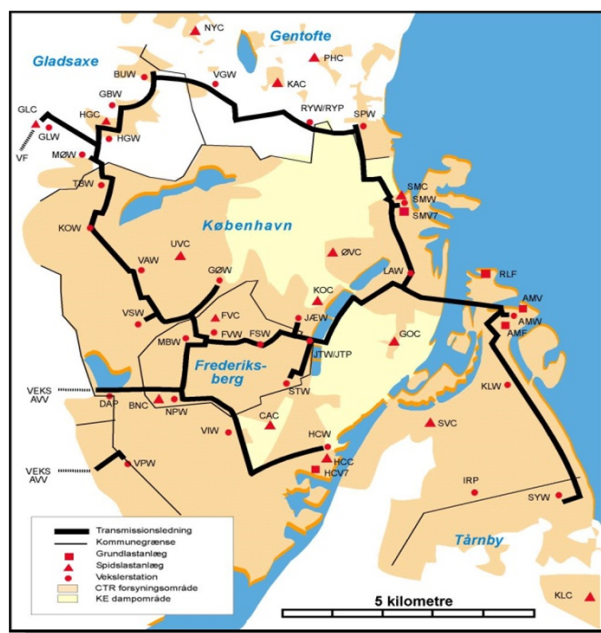 NYC
Gentofte
PHC
Gladsaxe
BUW
VGW
KAC
GBW
GLC
HGC
RYW/RYP
SPW
GLW
HGW
VF
MØW
TBW
SMC
SMW
SMV7
KOW
København
UVC
ØVC
VAW
GØW
LAW
RLF
KOC
VSW
FVC
JÆW
AMV
FVW
FSW
AMW
MBW
AMF
GOC
JTW/JTP
Frederiks-
berg
STW
KLW
VEKS
AVV
DAP
BNC
NPW
CAC
SVC
VIW
HCW
VPW
HCC
HCV7
VEKS
AVV
IRP
SYW
Tårnby
Transmissionsledning
Kommunegrænse
Grundlastanlæg
Spidslastanlæg
Vekslerstation
CTR forsyningsområde
KE dampområde
5 kilometre
KLC